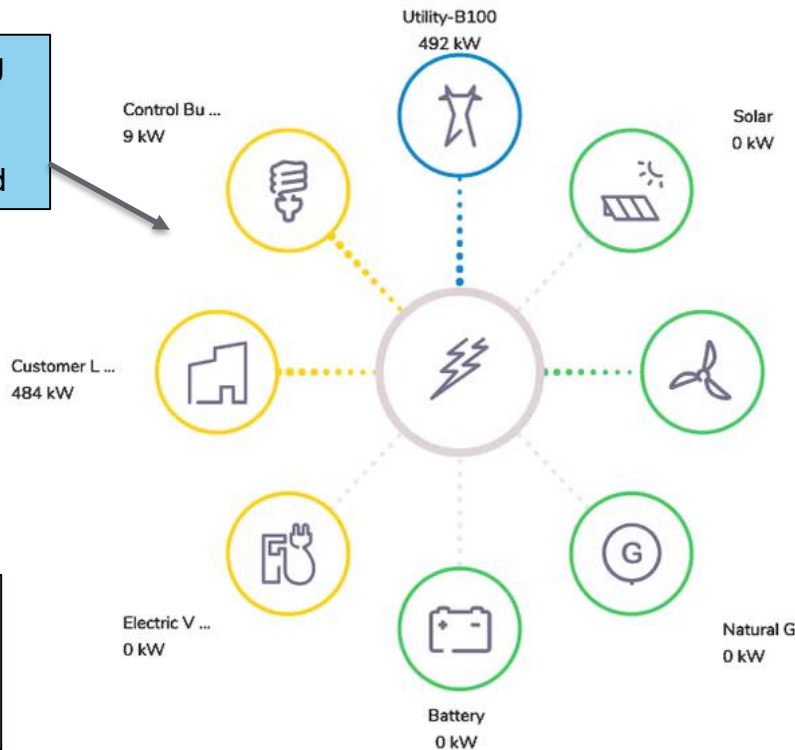 Utility-B100
492 kW
Control Bu ...
9 kW
Solar
0 kW
Customer L ...
484 kW
G
Electric V ...
0 kW
Natural G
0 kW
Battery
0 kW